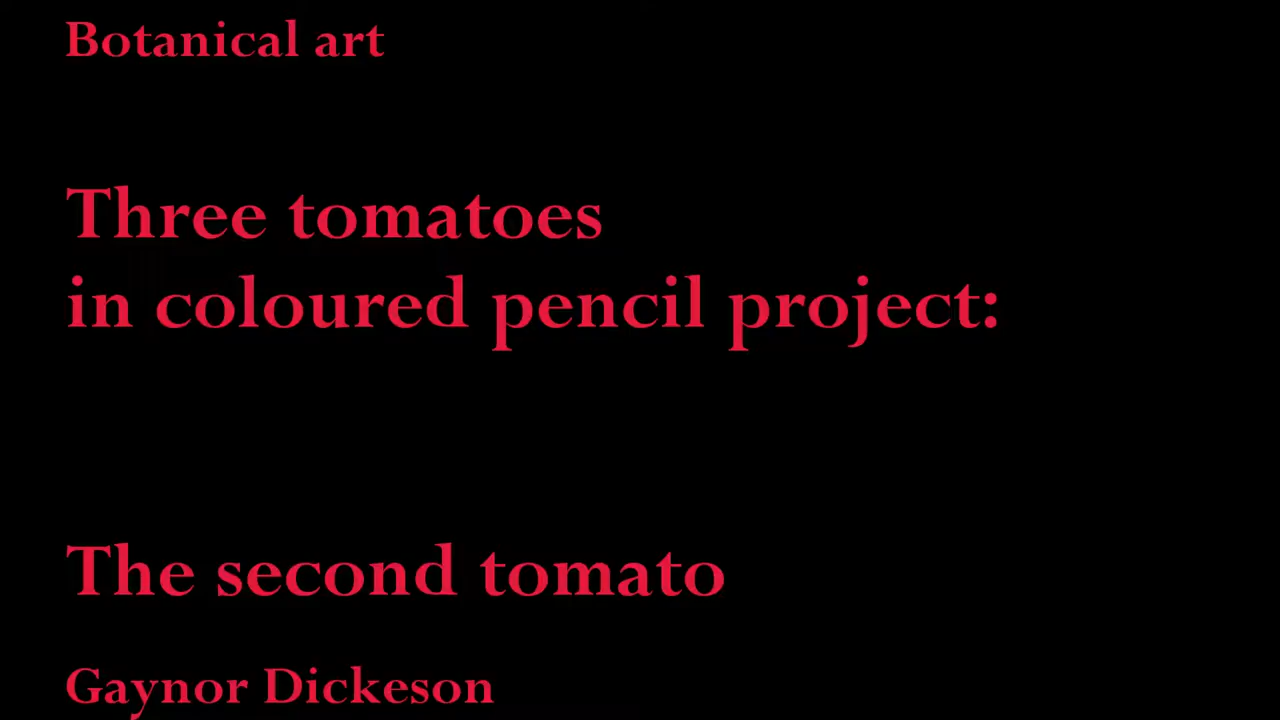 Botanical art
Three tomatoes
in coloured pencil project:
The second tomato
Gaynor Dickeson